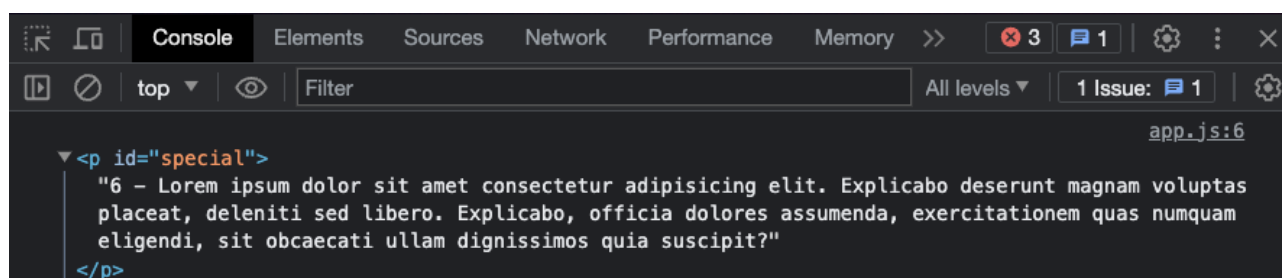 Console Elements Sources Network Performance Memory 3 1
top Filter All levels 1 Issue: 1
app.js:6
<p id="special">
"6 – Lorem ipsum dolor sit amet consectetur adipisicing elit. Explicabo deserunt magnam voluptas
placeat, deleniti sed libero. Explicabo, officia dolores assumenda, exercitationem quas numquam
eligendi, sit obcaecati ullam dignissimos quia suscipit?"
</p>